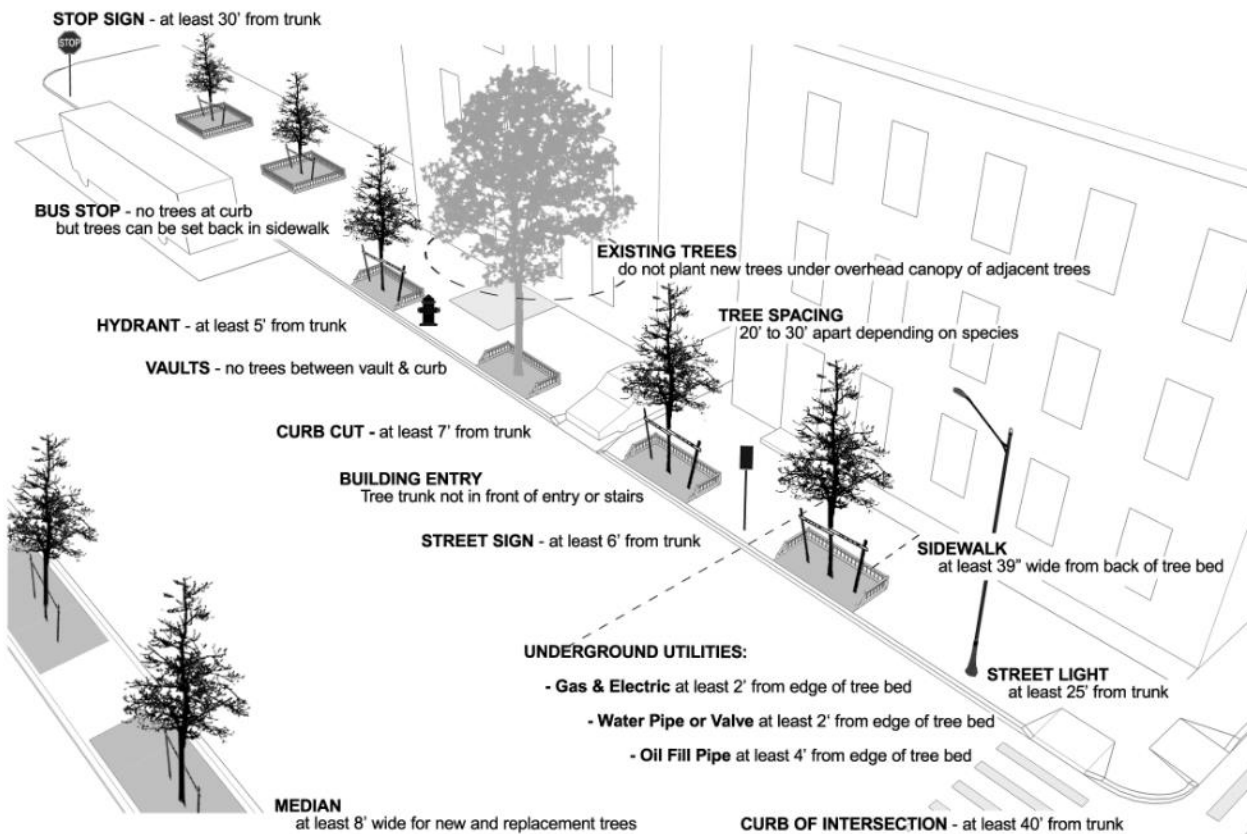 STOP SIGN - at least 30' from trunk
STOP
BUS STOP - no trees at curb
but trees can be set back in sidewalk
EXISTING TREES
do not plant new trees under overhead canopy of adjacent trees
HYDRANT - at least 5' from trunk
TREE SPACING
20' to 30' apart depending on species
VAULTS - no trees between vault & curb
CURB CUT - at least 7' from trunk
BUILDING ENTRY
Tree trunk not in front of entry or stairs
STREET SIGN - at least 6' from trunk
SIDEWALK
at least 39" wide from back of tree bed
UNDERGROUND UTILITIES:
- Gas & Electric at least 2' from edge of tree bed
- Water Pipe or Valve at least 2' from edge of tree bed
- Oil Fill Pipe at least 4' from edge of tree bed
STREET LIGHT
at least 25' from trunk
MEDIAN
at least 8' wide for new and replacement trees
CURB OF INTERSECTION - at least 40' from trunk